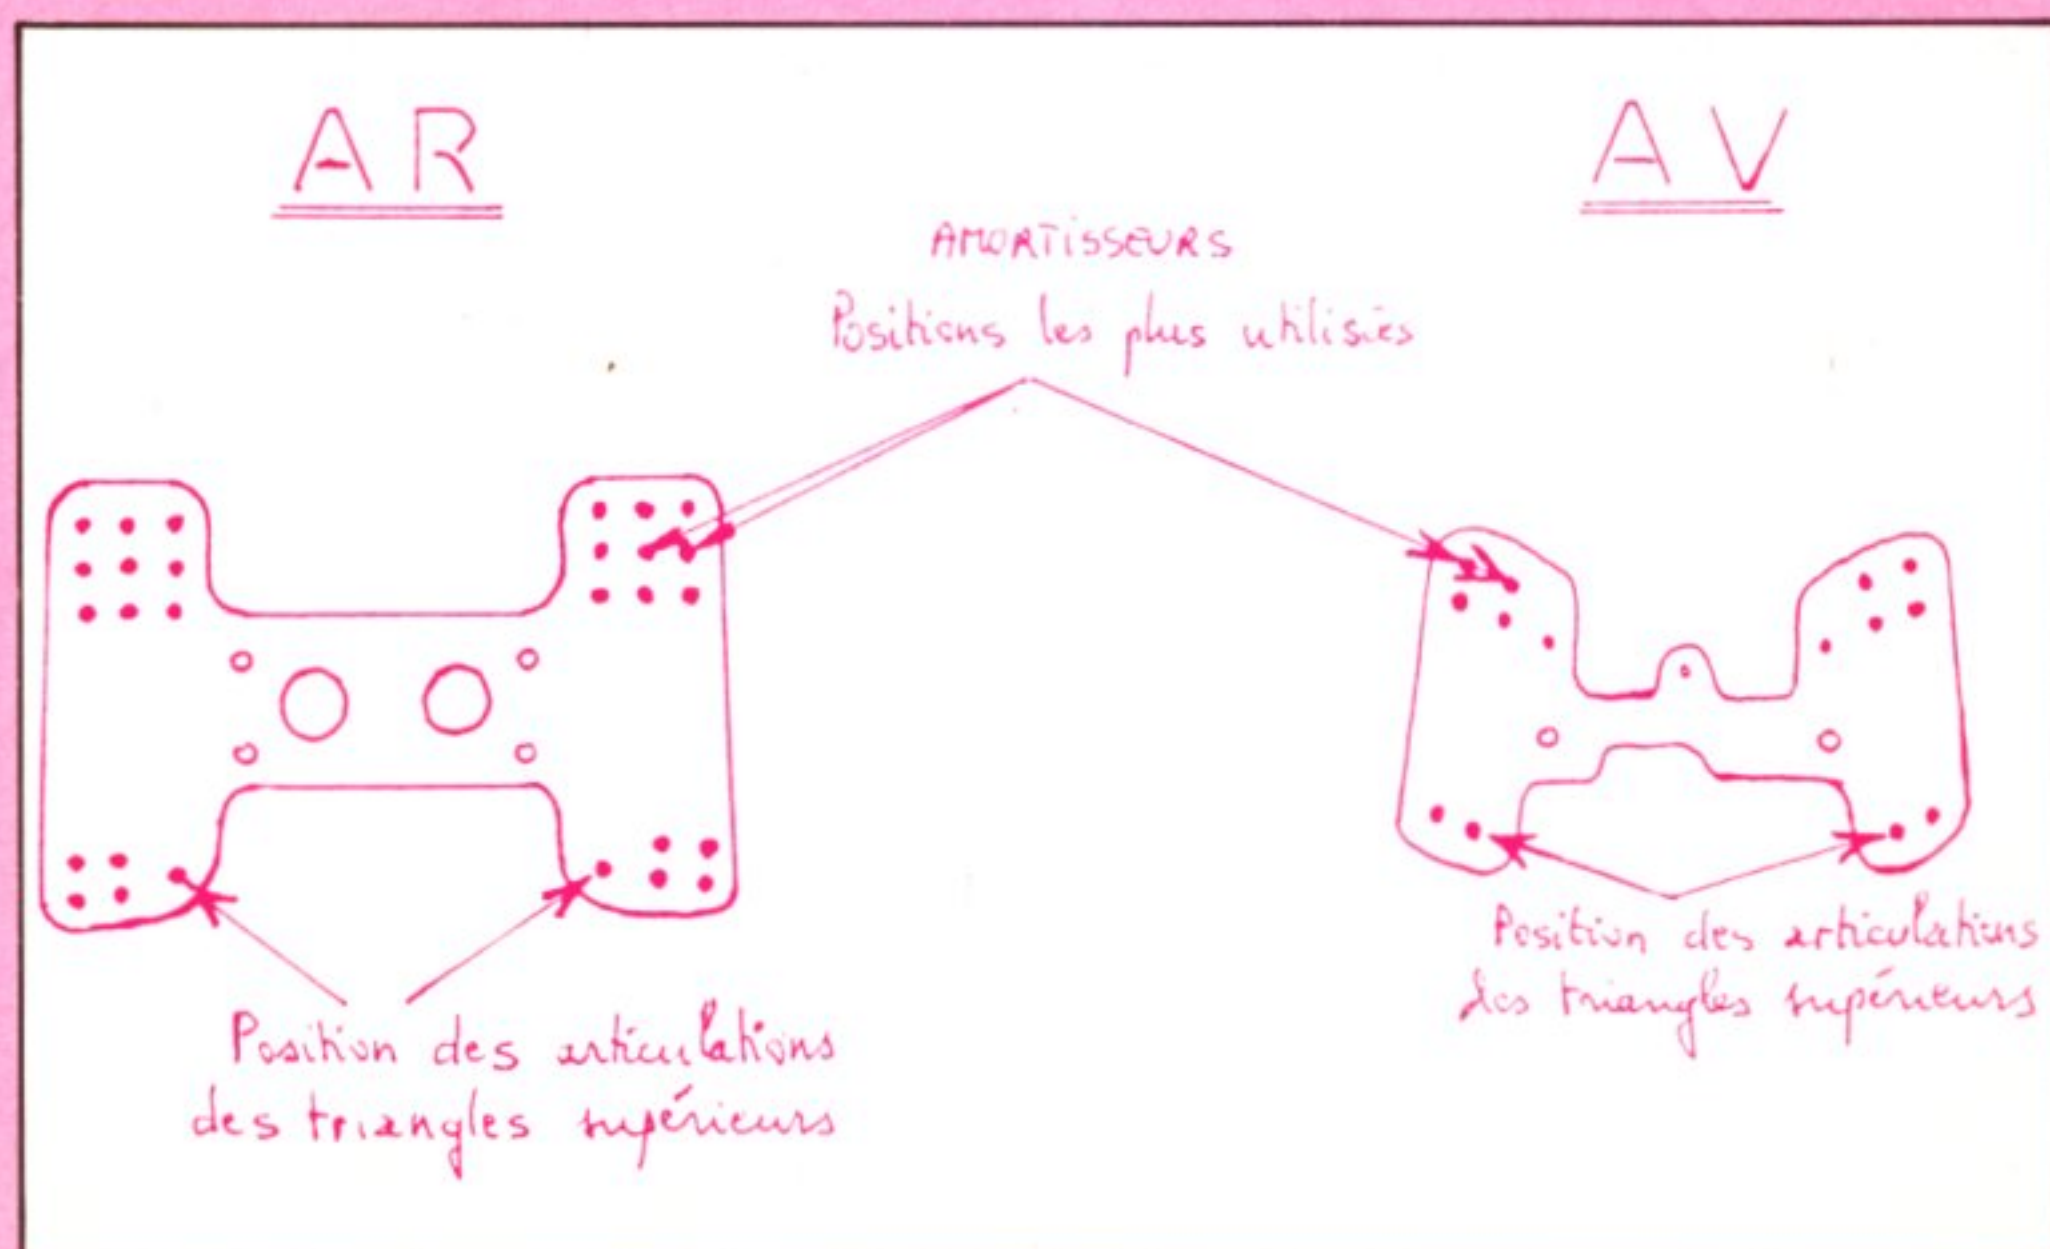 AR
AV
AMORTISSEURS
Positions les plus utilisées
Position des articulations
des triangles supérieurs
Position des articulations
des triangles supérieurs